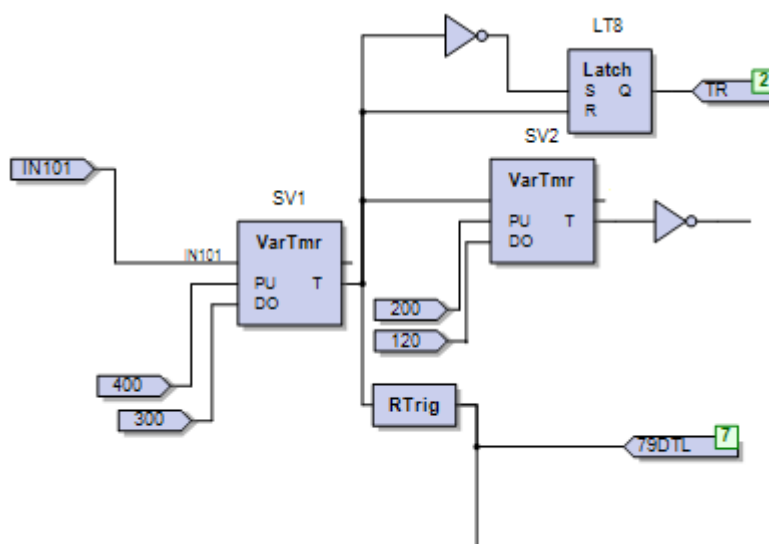 LT8
Latch
S Q
R
TR
2
SV2
VarTmr
PU T
DO
IN101
SV1
IN101
VarTmr
PU T
DO
200
120
400
300
RTrig
79DTL
7